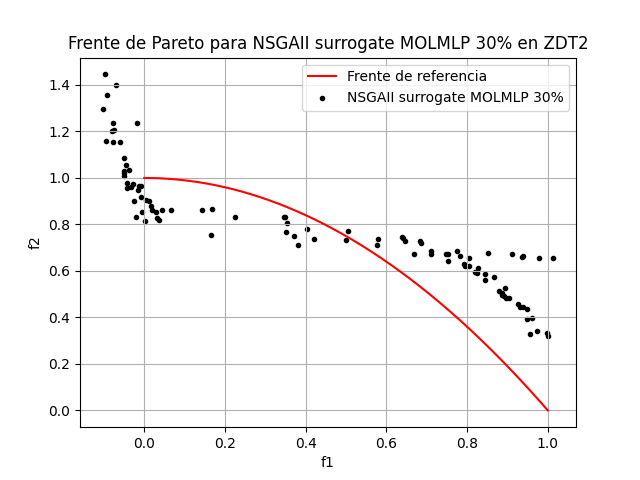 Frente de Pareto para NSGAII surrogate MOLMLP 30% en ZDT2
Frente de referencia
NSGAII surrogate MOLMLP 30%
f2
1.4
1.2
1.0
0.8
0.6
0.4
0.2
0.0
0.0 0.2 0.4 0.6 0.8 1.0
f1